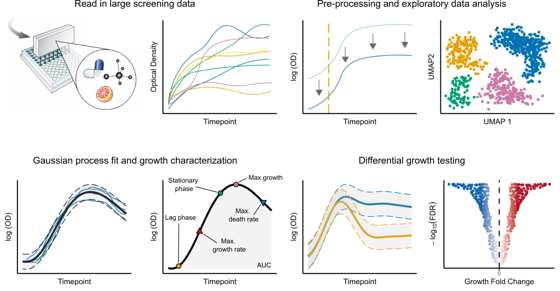 Read in large screening data
Pre-processing and exploratory data analysis
Optical Density
Timepoint
log (OD)
Timepoint
UMAP2
UMAP 1
Gaussian process fit and growth characterization
Differential growth testing
log (OD)
Timepoint
log (OD)
Stationary
phase
Max.growth
Lag phase
Max.
growth rate
Max.
death rate
AUC
Timepoint
log (OD)
Timepoint
−log₁₀(FDR)
0
Growth Fold Change